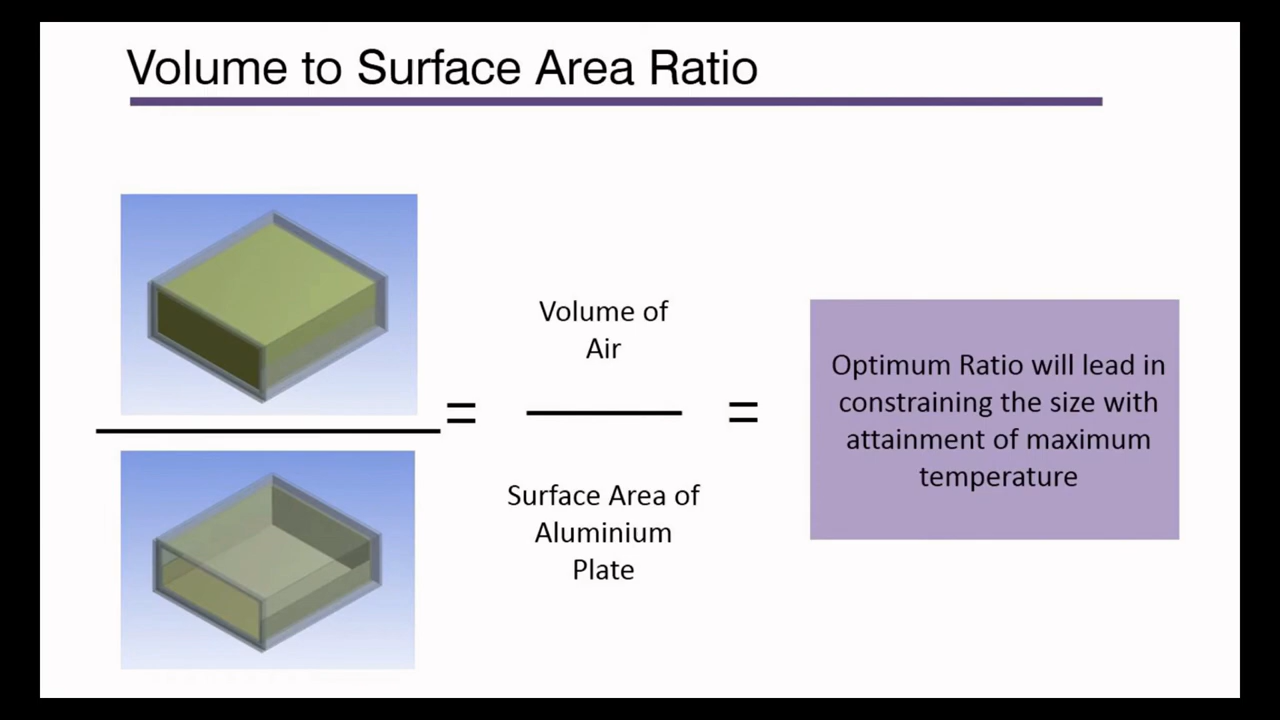 Volume to Surface Area Ratio
Volume of
Air
=
=
Surface Area of
Aluminium
Plate
Optimum Ratio will lead in
constraining the size with
attainment of maximum
temperature